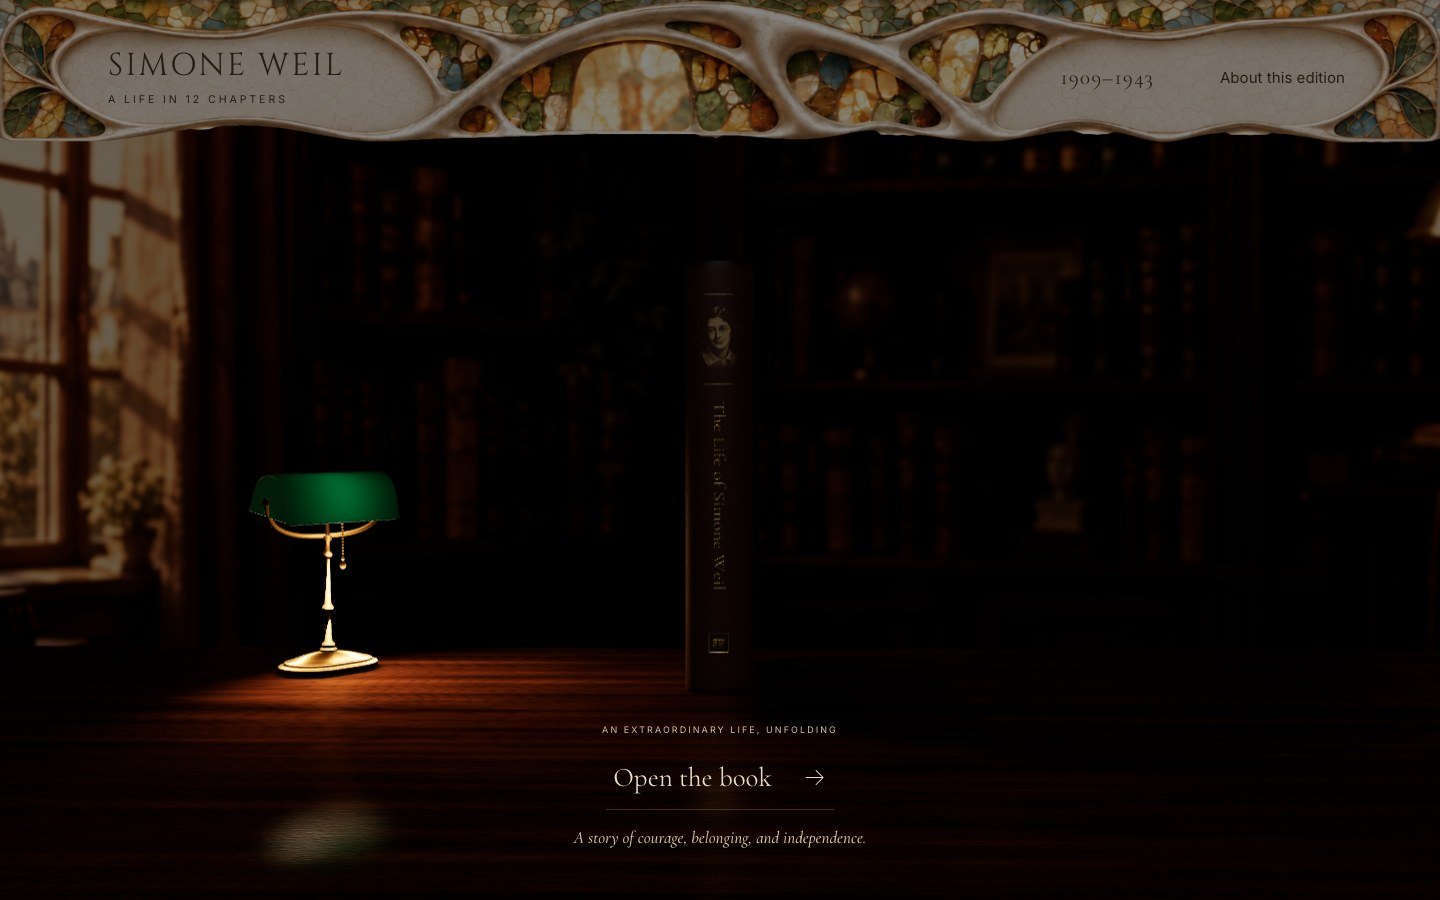 SIMONE WEIL
A LIFE IN 12 CHAPTERS
1909–1943
About this edition
The Life of Simone Weil
AN EXTRAORDINARY LIFE, UNFOLDING
Open the book →
A story of courage, belonging, and independence.